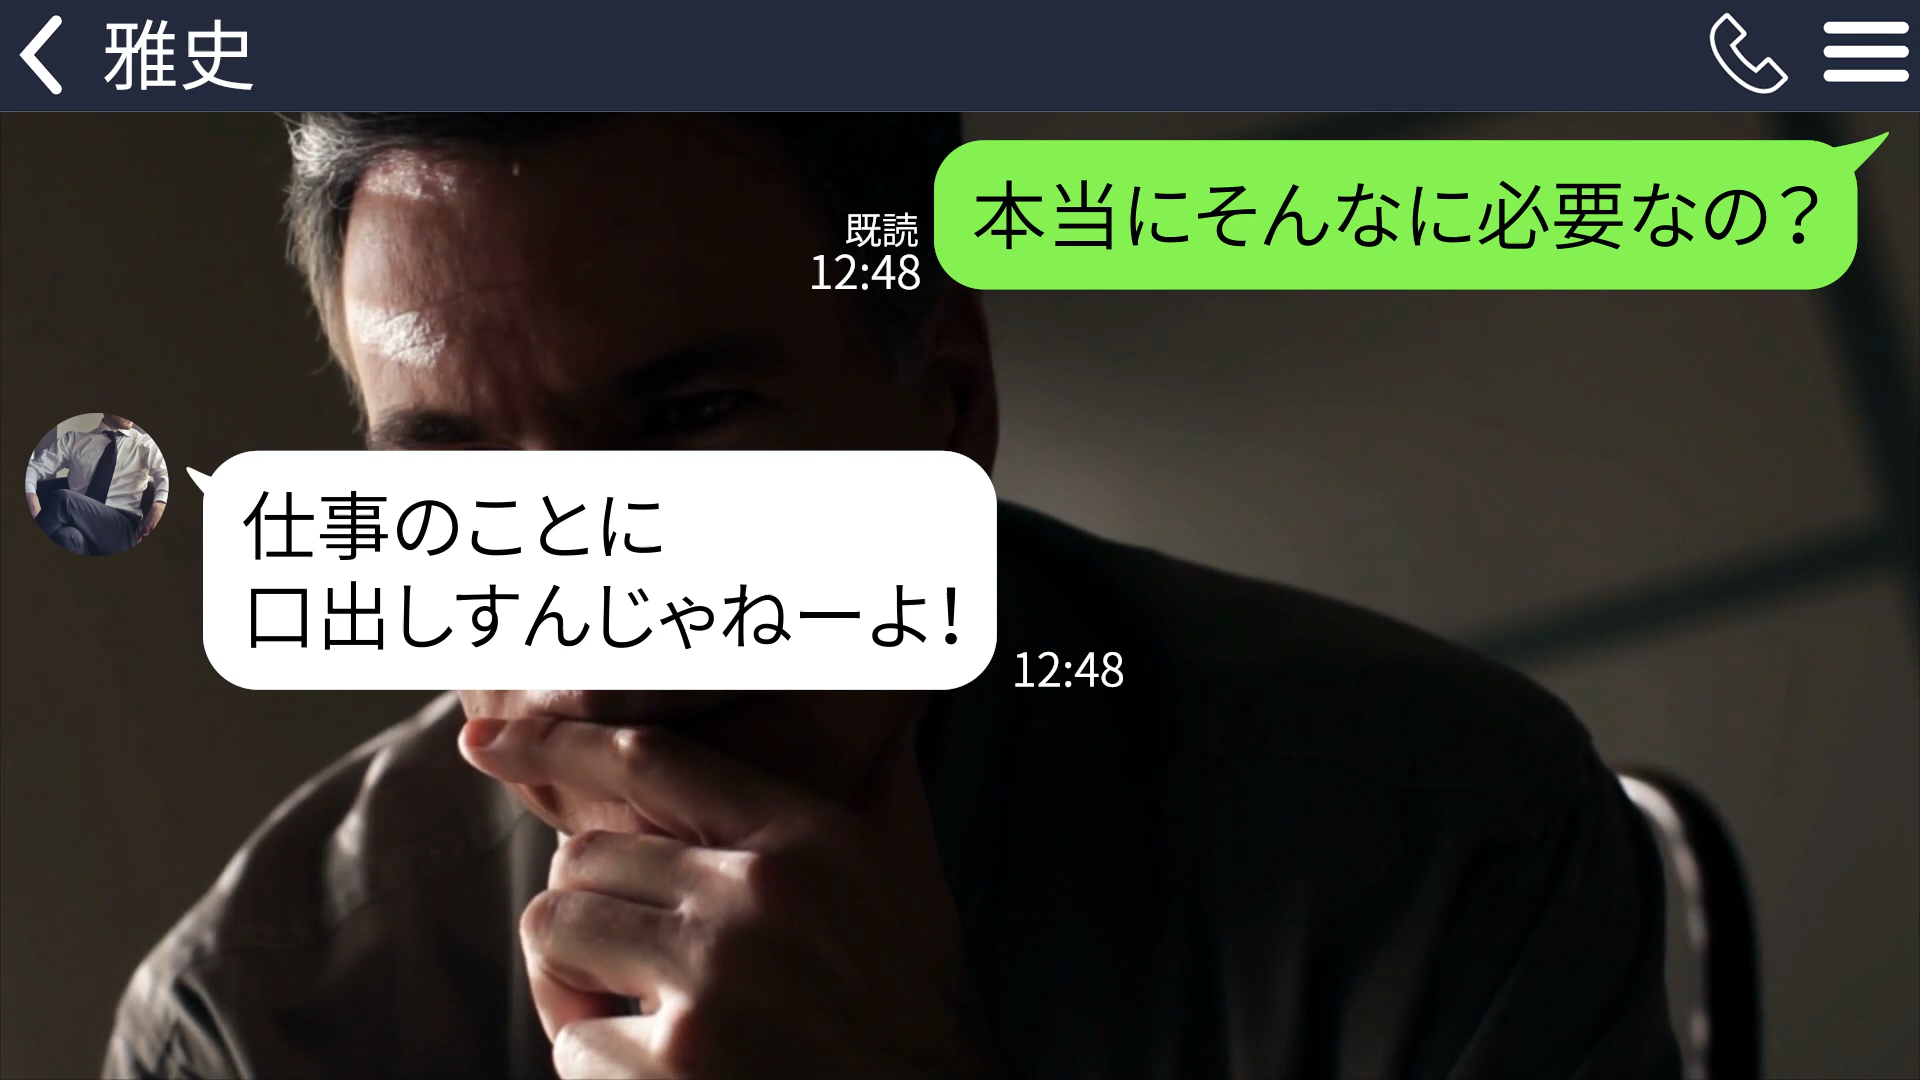 雅史
本当にそんなに必要なの？
既読
12:48
仕事のことに
口出しすんじゃねーよ！
12:48